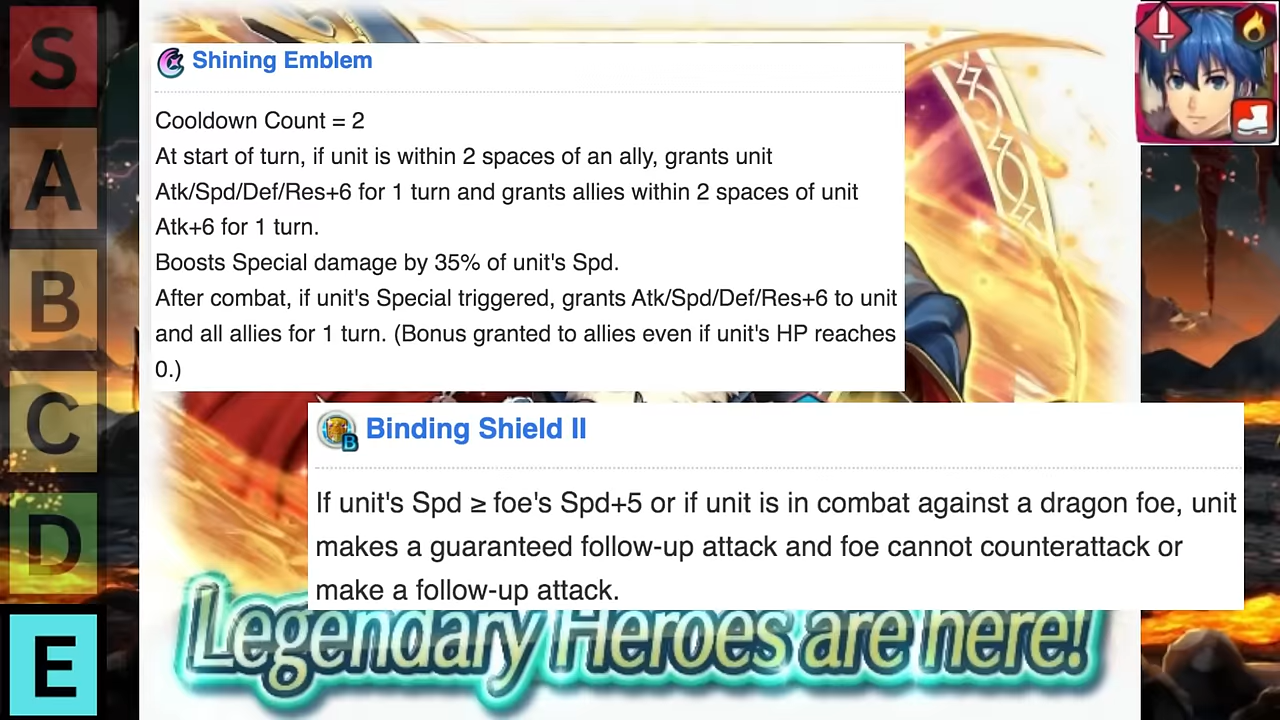 S
A
B
C
D
E
Shining Emblem
Cooldown Count = 2
At start of turn, if unit is within 2 spaces of an ally, grants unit
Atk/Spd/Def/Res+6 for 1 turn and grants allies within 2 spaces of unit
Atk+6 for 1 turn.
Boosts Special damage by 35% of unit's Spd.
After combat, if unit's Special triggered, grants Atk/Spd/Def/Res+6 to unit
and all allies for 1 turn. (Bonus granted to allies even if unit's HP reaches
0.)
B
Binding Shield II
If unit's Spd ≥ foe's Spd+5 or if unit is in combat against a dragon foe, unit
makes a guaranteed follow-up attack and foe cannot counterattack or
make a follow-up attack.
Legendary Heroes are here!